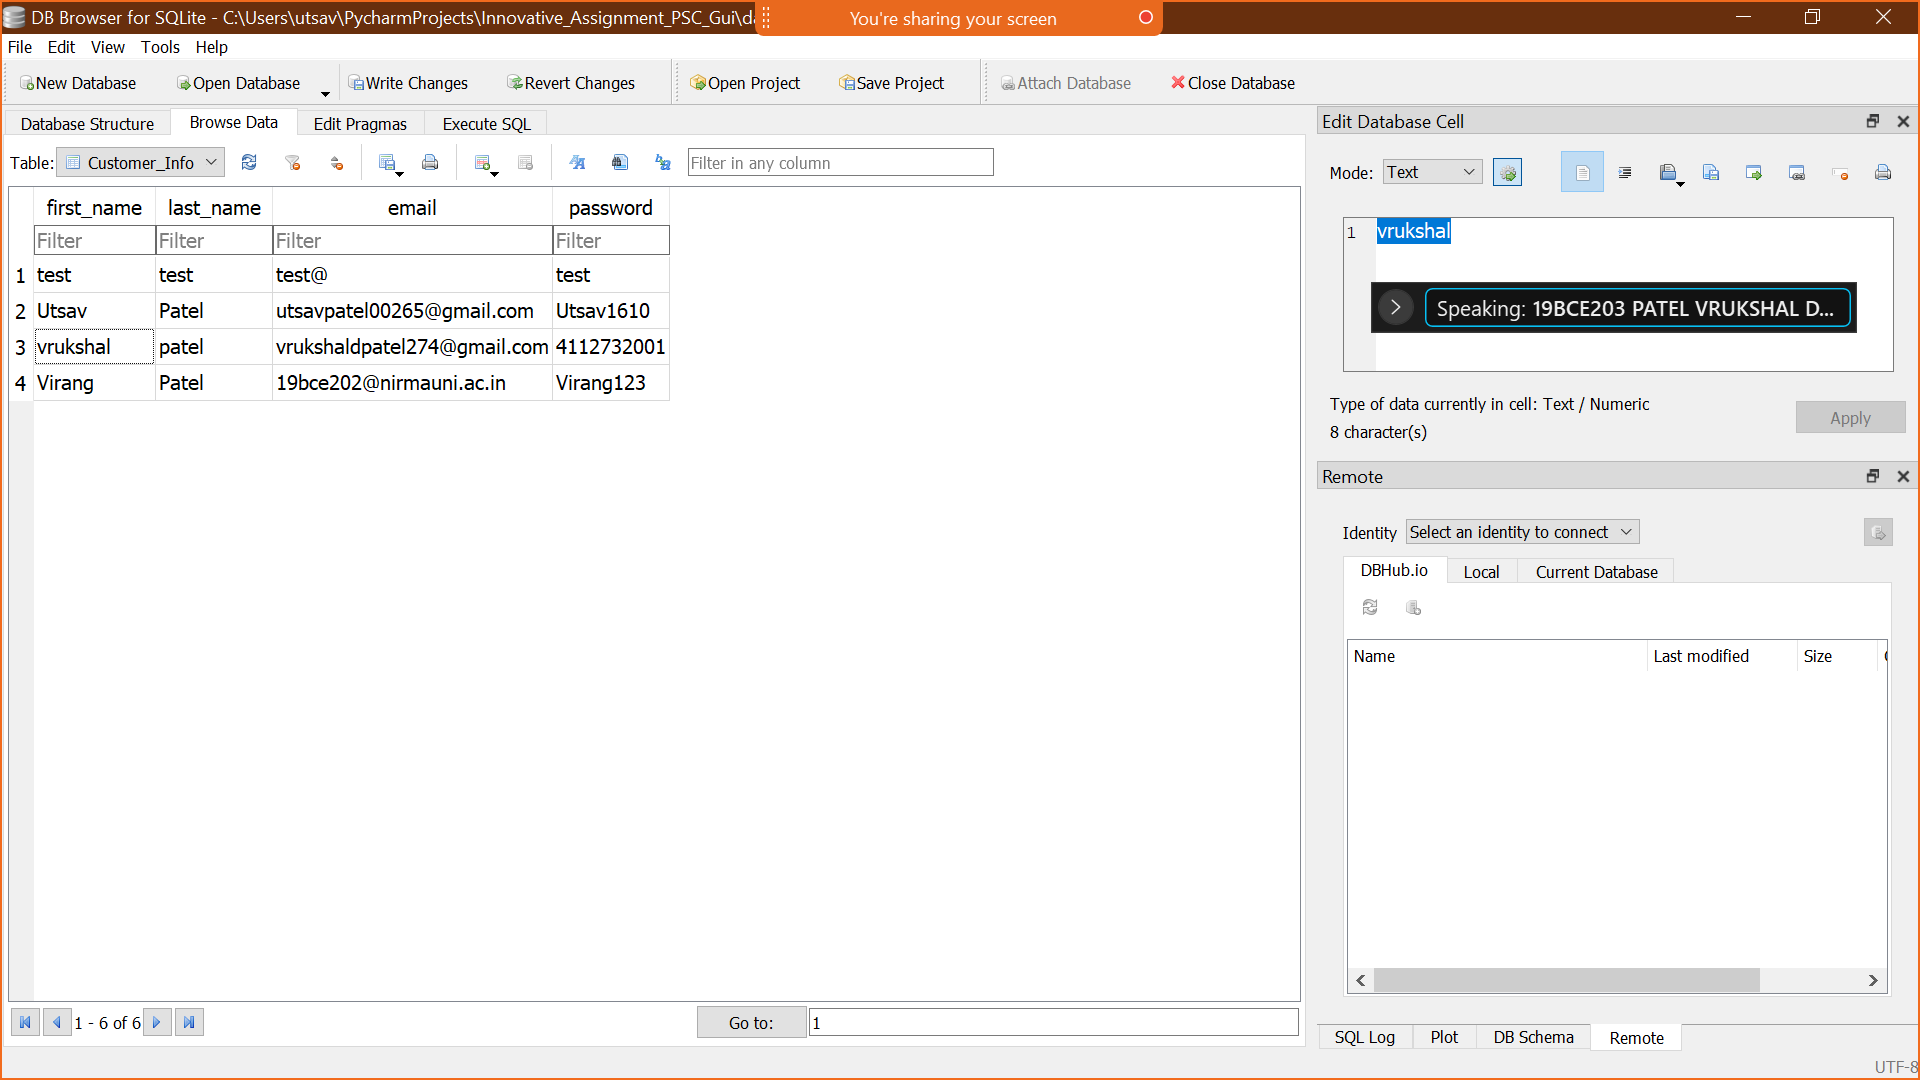 DB Browser for SQLite - C:\Users\utsav\PycharmProjects\Innovative_Assignment_PSC_Gui\da
You're sharing your screen
File Edit View Tools Help
New Database Open Database Write Changes Revert Changes Open Project Save Project Attach Database Close Database
Database Structure Browse Data Edit Pragmas Execute SQL
Table: Customer_Info Filter in any column
first_name last_name email password
Filter Filter Filter Filter
1 test test test@ test
2 Utsav Patel utsavpatel00265@gmail.com Utsav1610
3 vrukshal patel vrukshaldpatel274@gmail.com 4112732001
4 Virang Patel 19bce202@nirmauni.ac.in Virang123
1 - 6 of 6 Go to: 1
Edit Database Cell
Mode: Text
1 vrukshal
Speaking: 19BCE203 PATEL VRUKSHAL D...
Type of data currently in cell: Text / Numeric
8 character(s)
Apply
Remote
Identity Select an identity to connect
DBHub.io Local Current Database
Name Last modified Size
SQL Log Plot DB Schema Remote
UTF-8